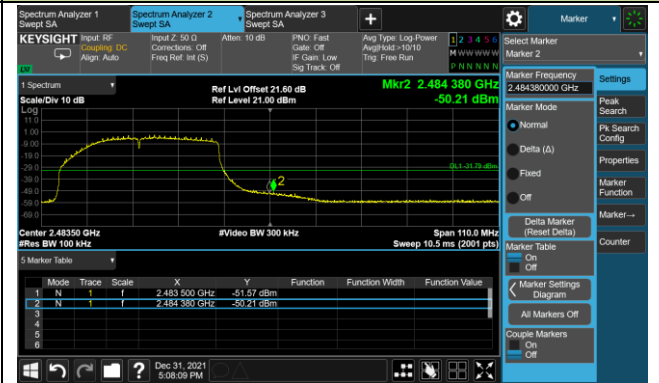 Spectrum Analyzer 1
Swept SA
Spectrum Analyzer 2
Swept SA
Spectrum Analyzer 3
Swept SA
+
Marker
KEYSIGHT
Input: RF
Coupling: DC
Align: Auto
Input Z: 50 Ω
Corrections: Off
Freq Ref: Int (S)
Atten: 10 dB
PNO: Fast
Gate: Off
IF Gain: Low
Sig Track: Off
Avg Type: Log-Power
Avg|Hold:>10/10
Trig: Free Run
1 2 3 4 5 6
M W W W W W
P N N N N N
Select Marker
Marker 2
1 Spectrum
Scale/Div 10 dB
Log
Ref Lvl Offset 21.60 dB
Ref Level 21.00 dBm
Mkr2 2.484 380 GHz
-50.21 dBm
11.0
1.00
-9.00
-19.0
-29.0
-39.0
-49.0
-59.0
-69.0
DL1 -31.79 dBm
2
Center 2.48350 GHz
#Res BW 100 kHz
#Video BW 300 kHz
Span 110.0 MHz
Sweep 10.5 ms (2001 pts)
5 Marker Table
Mode Trace Scale X Y Function Function Width Function Value
1 N 1 f 2.483 500 GHz -51.57 dBm
2 N 1 f 2.484 380 GHz -50.21 dBm
3
4
5
6
Dec 31, 2021
5:08:09 PM
Marker Frequency
2.484380000 GHz
Marker Mode
Normal
Delta (Δ)
Fixed
Off
Delta Marker
(Reset Delta)
Marker Table
On
Off
Marker Settings
Diagram
All Markers Off
Couple Markers
On
Off
Settings
Peak
Search
Pk Search
Config
Properties
Marker
Function
Marker→
Counter